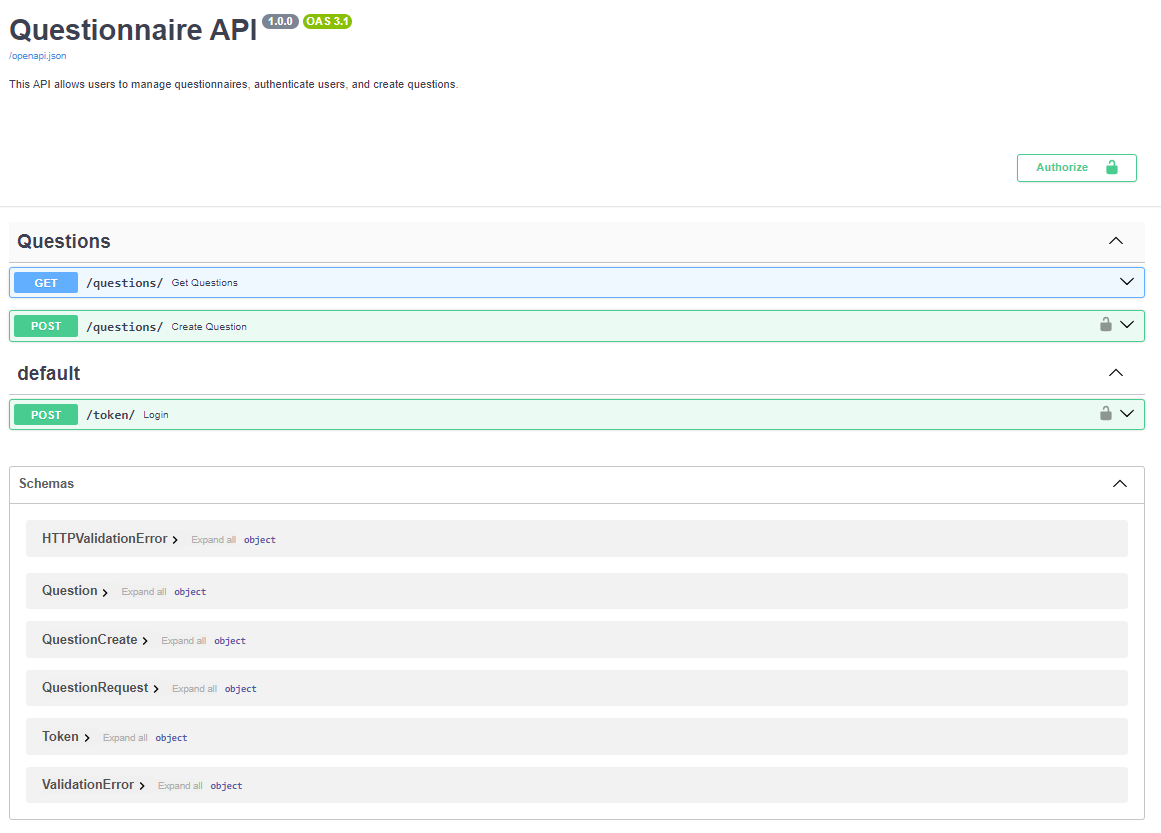 Questionnaire API 1.0.0 OAS 3.1
/openapi.json
This API allows users to manage questionnaires, authenticate users, and create questions.
Authorize
Questions
GET /questions/ Get Questions
POST /questions/ Create Question
default
POST /token/ Login
Schemas
HTTPValidationError Expand all object
Question Expand all object
QuestionCreate Expand all object
QuestionRequest Expand all object
Token Expand all object
ValidationError Expand all object